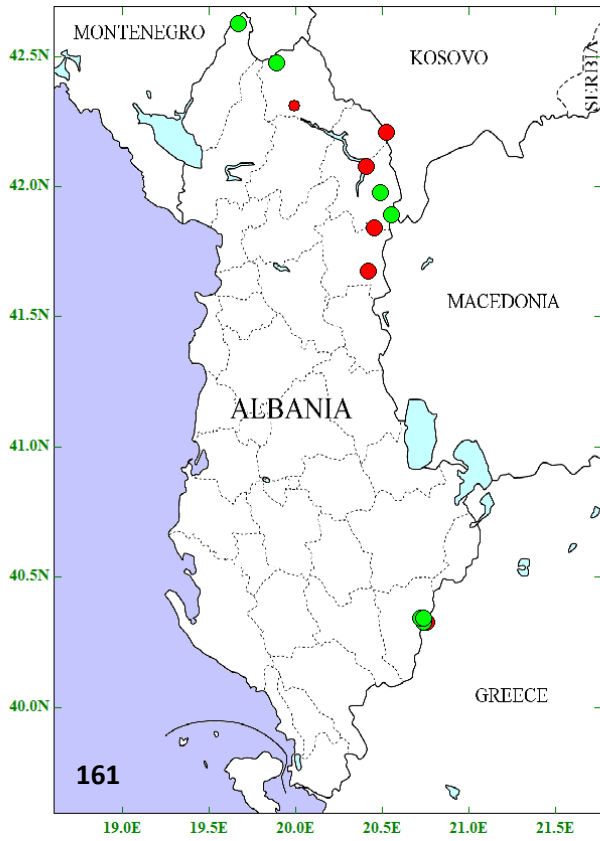 MONTENEGRO
42.5N
KOSOVO
SERBIA
42.0N
41.5N
MACEDONIA
ALBANIA
41.0N
40.5N
40.0N
GREECE
161
19.0E 19.5E 20.0E 20.5E 21.0E 21.5E